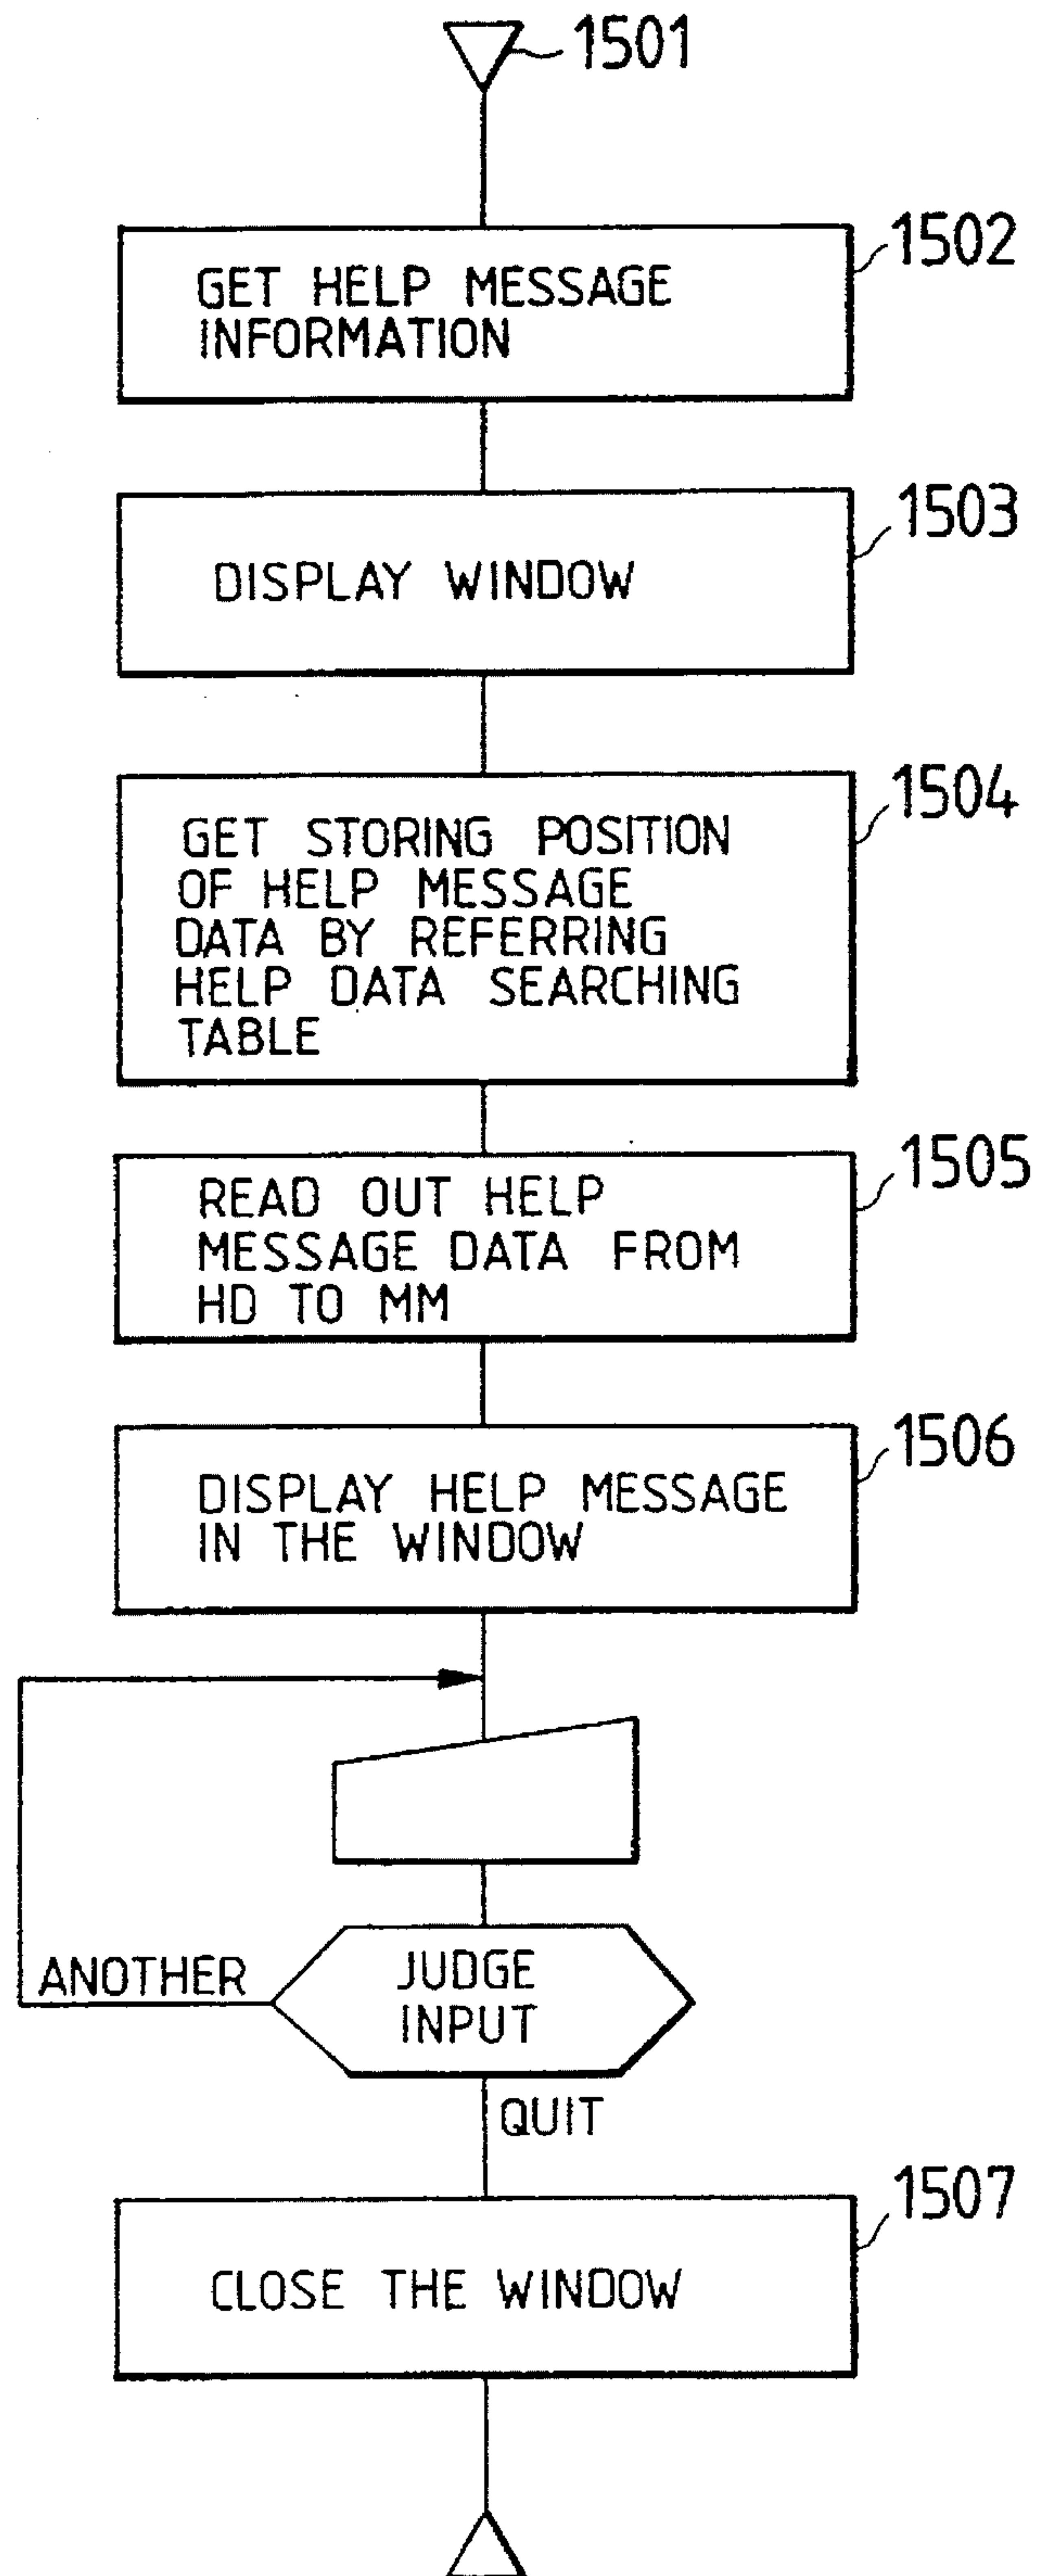 1501
1502
GET HELP MESSAGE
INFORMATION
1503
DISPLAY WINDOW
1504
GET STORING POSITION
OF HELP MESSAGE
DATA BY REFERRING
HELP DATA SEARCHING
TABLE
1505
READ OUT HELP
MESSAGE DATA FROM
HD TO MM
1506
DISPLAY HELP MESSAGE
IN THE WINDOW
ANOTHER
JUDGE
INPUT
QUIT
1507
CLOSE THE WINDOW